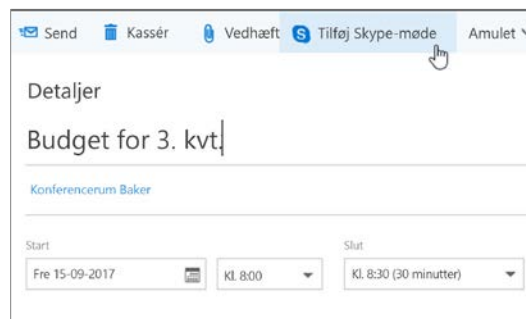 Send Kassér Vedhæft Tilføj Skype-møde Amulet
Detaljer
Budget for 3. kvt.
Konferencerum Baker
Start Slut
Fre 15-09-2017 Kl. 8:00 Kl. 8:30 (30 minutter)